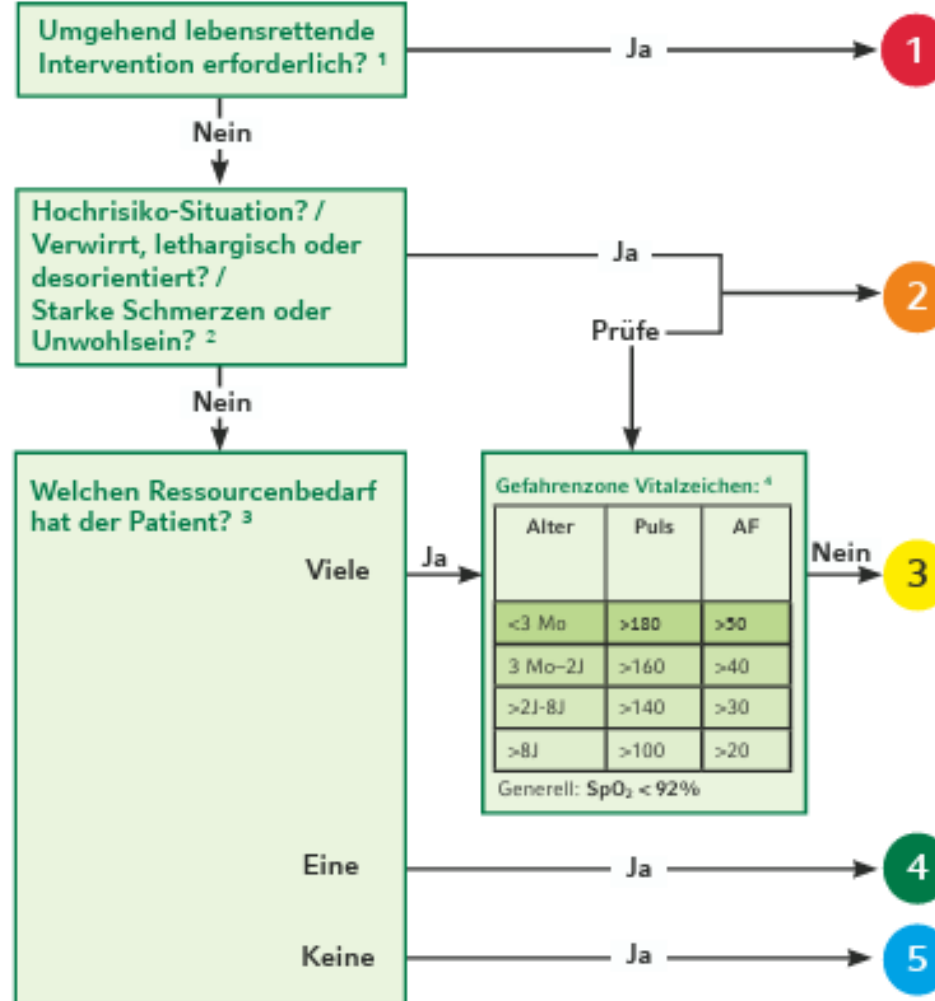 Umgehend lebensrettende
Intervention erforderlich? ¹
Ja
1
Nein
Hochrisiko-Situation? /
Verwirrt, lethargisch oder
desorientiert? /
Starke Schmerzen oder
Unwohlsein? ²
Ja
2
Prüfe
Nein
Welchen Ressourcenbedarf
hat der Patient? ³
Viele
Ja
Gefahrenzone Vitalzeichen: ⁴
Alter Puls AF
<3 Mo >180 >50
3 Mo–2J >160 >40
>2J-8J >140 >30
>8J >100 >20
Generell: SpO₂ < 92%
Nein
3
Eine
Ja
4
Keine
Ja
5